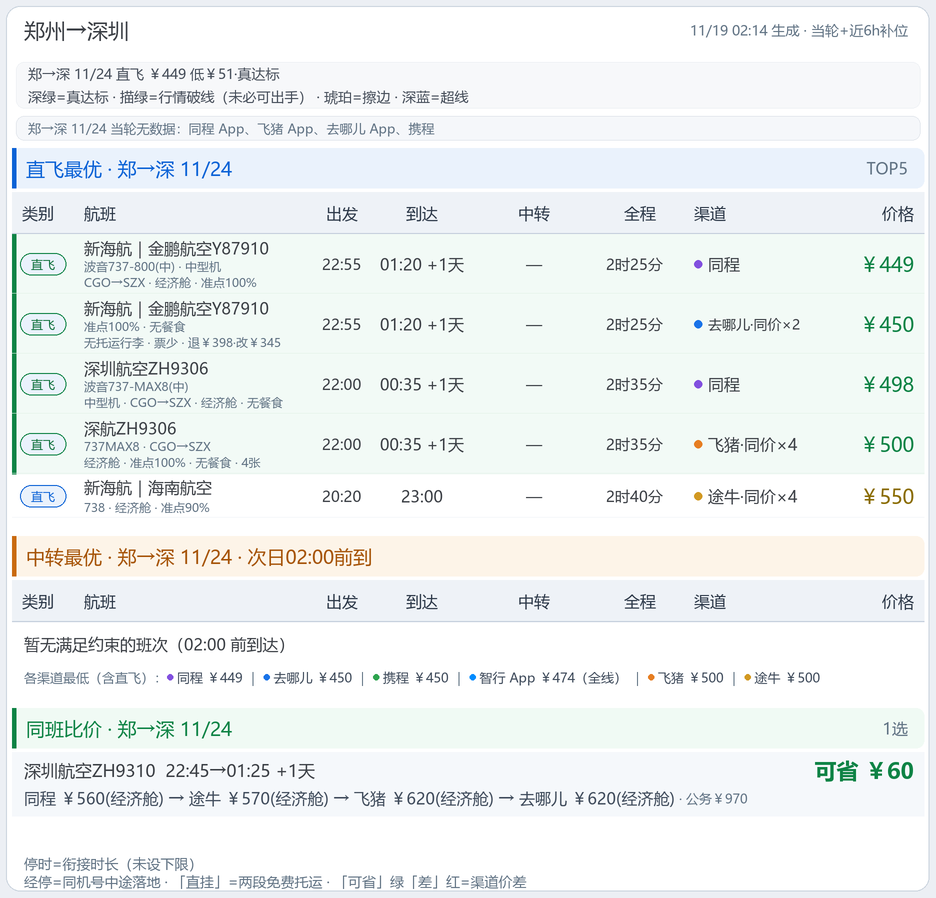 郑州→深圳
11/19 02:14 生成 · 当轮+近6h补位
郑→深 11/24 直飞 ￥449 低￥51·真达标
深绿=真达标 · 描绿=行情破线（未必可出手） · 琥珀=擦边 · 深蓝=超线
郑→深 11/24 当轮无数据：同程 App、飞猪 App、去哪儿 App、携程
直飞最优 · 郑→深 11/24 TOP5
类别 航班 出发 到达 中转 全程 渠道 价格
新海航｜金鹏航空Y87910
波音737-800(中) · 中型机
CGO→SZX · 经济舱 · 准点100%
直飞 22:55 01:20 +1天 — 2时25分 同程 ￥449
新海航｜金鹏航空Y87910
准点100% · 无餐食
无托运行李 · 票少 · 退￥398·改￥345
直飞 22:55 01:20 +1天 — 2时25分 去哪儿·同价×2 ￥450
深圳航空ZH9306
波音737-MAX8(中)
中型机 · CGO→SZX · 经济舱 · 无餐食
直飞 22:00 00:35 +1天 — 2时35分 同程 ￥498
深航ZH9306
737MAX8 · CGO→SZX
经济舱 · 准点100% · 无餐食 · 4张
直飞 22:00 00:35 +1天 — 2时35分 飞猪·同价×4 ￥500
新海航｜海南航空
738 · 经济舱 · 准点90%
直飞 20:20 23:00 — 2时40分 途牛·同价×4 ￥550
中转最优 · 郑→深 11/24 · 次日02:00前到
类别 航班 出发 到达 中转 全程 渠道 价格
暂无满足约束的班次（02:00 前到达）
各渠道最低（含直飞）: 同程 ￥449 | 去哪儿 ￥450 | 携程 ￥450 | 智行 App ￥474（全线） | 飞猪 ￥500 | 途牛 ￥500
同班比价 · 郑→深 11/24 1选
深圳航空ZH9310 22:45→01:25 +1天 可省 ￥60
同程 ￥560(经济舱) → 途牛 ￥570(经济舱) → 飞猪 ￥620(经济舱) → 去哪儿 ￥620(经济舱) · 公务￥970
停时=衔接时长（未设下限）
经停=同机号中途落地 · 「直挂」=两段免费托运 · 「可省」绿「差」红=渠道价差